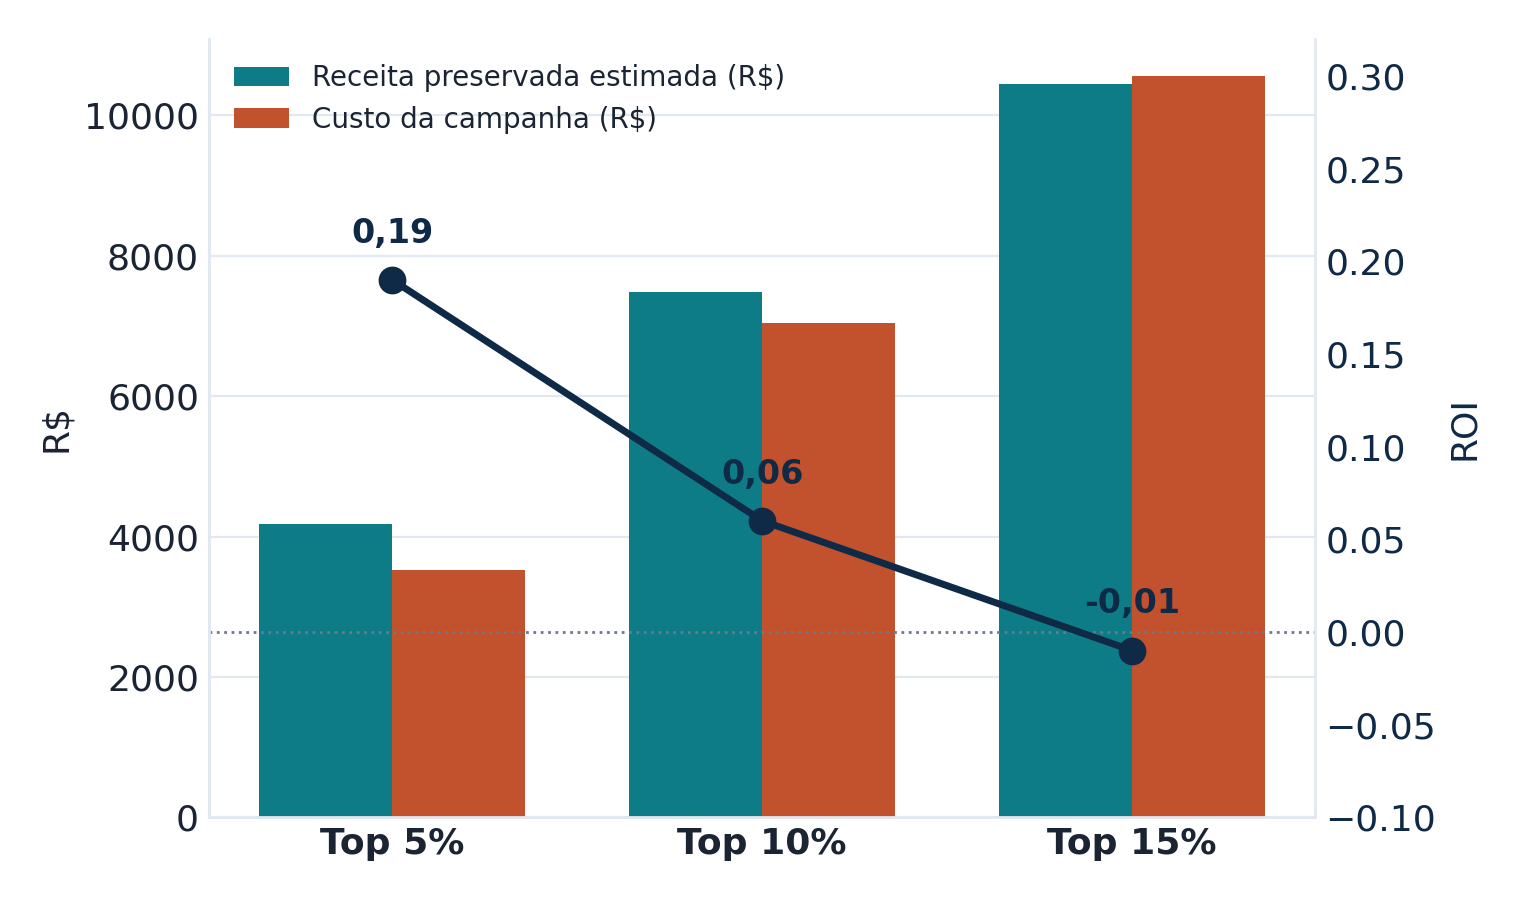 Receita preservada estimada (R$)
Custo da campanha (R$)
R$
10000
8000
6000
4000
2000
0
0,19
0,06
-0,01
0.30
0.25
0.20
0.15
0.10
0.05
0.00
−0.05
−0.10
ROI
Top 5%
Top 10%
Top 15%